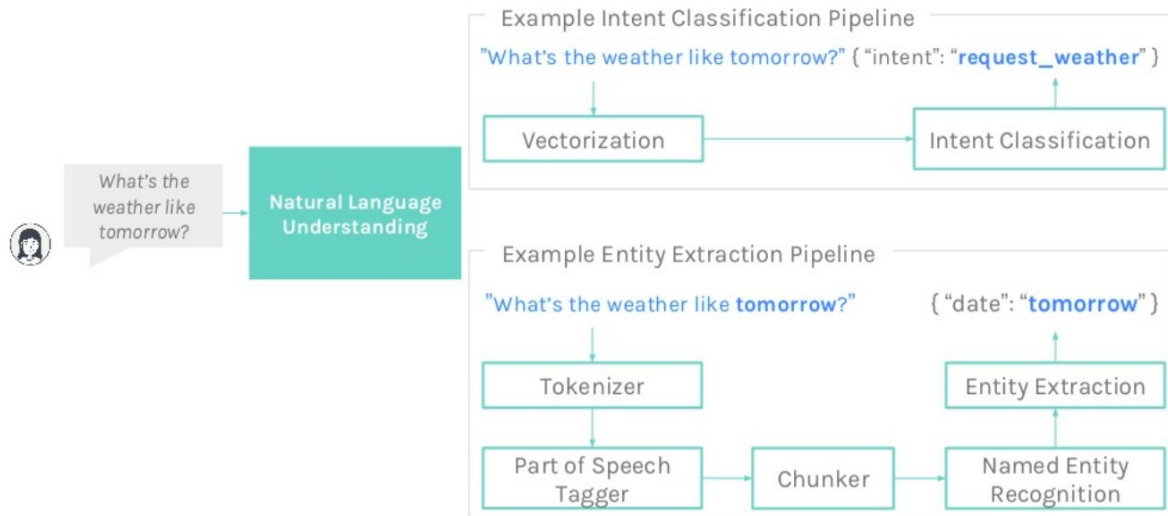 Example Intent Classification Pipeline
"What's the weather like tomorrow?" { "intent": "request_weather" }
Vectorization
Intent Classification
What's the
weather like
tomorrow?
Natural Language
Understanding
Example Entity Extraction Pipeline
"What's the weather like tomorrow?"
{ "date": "tomorrow" }
Tokenizer
Entity Extraction
Part of Speech
Tagger
Chunker
Named Entity
Recognition